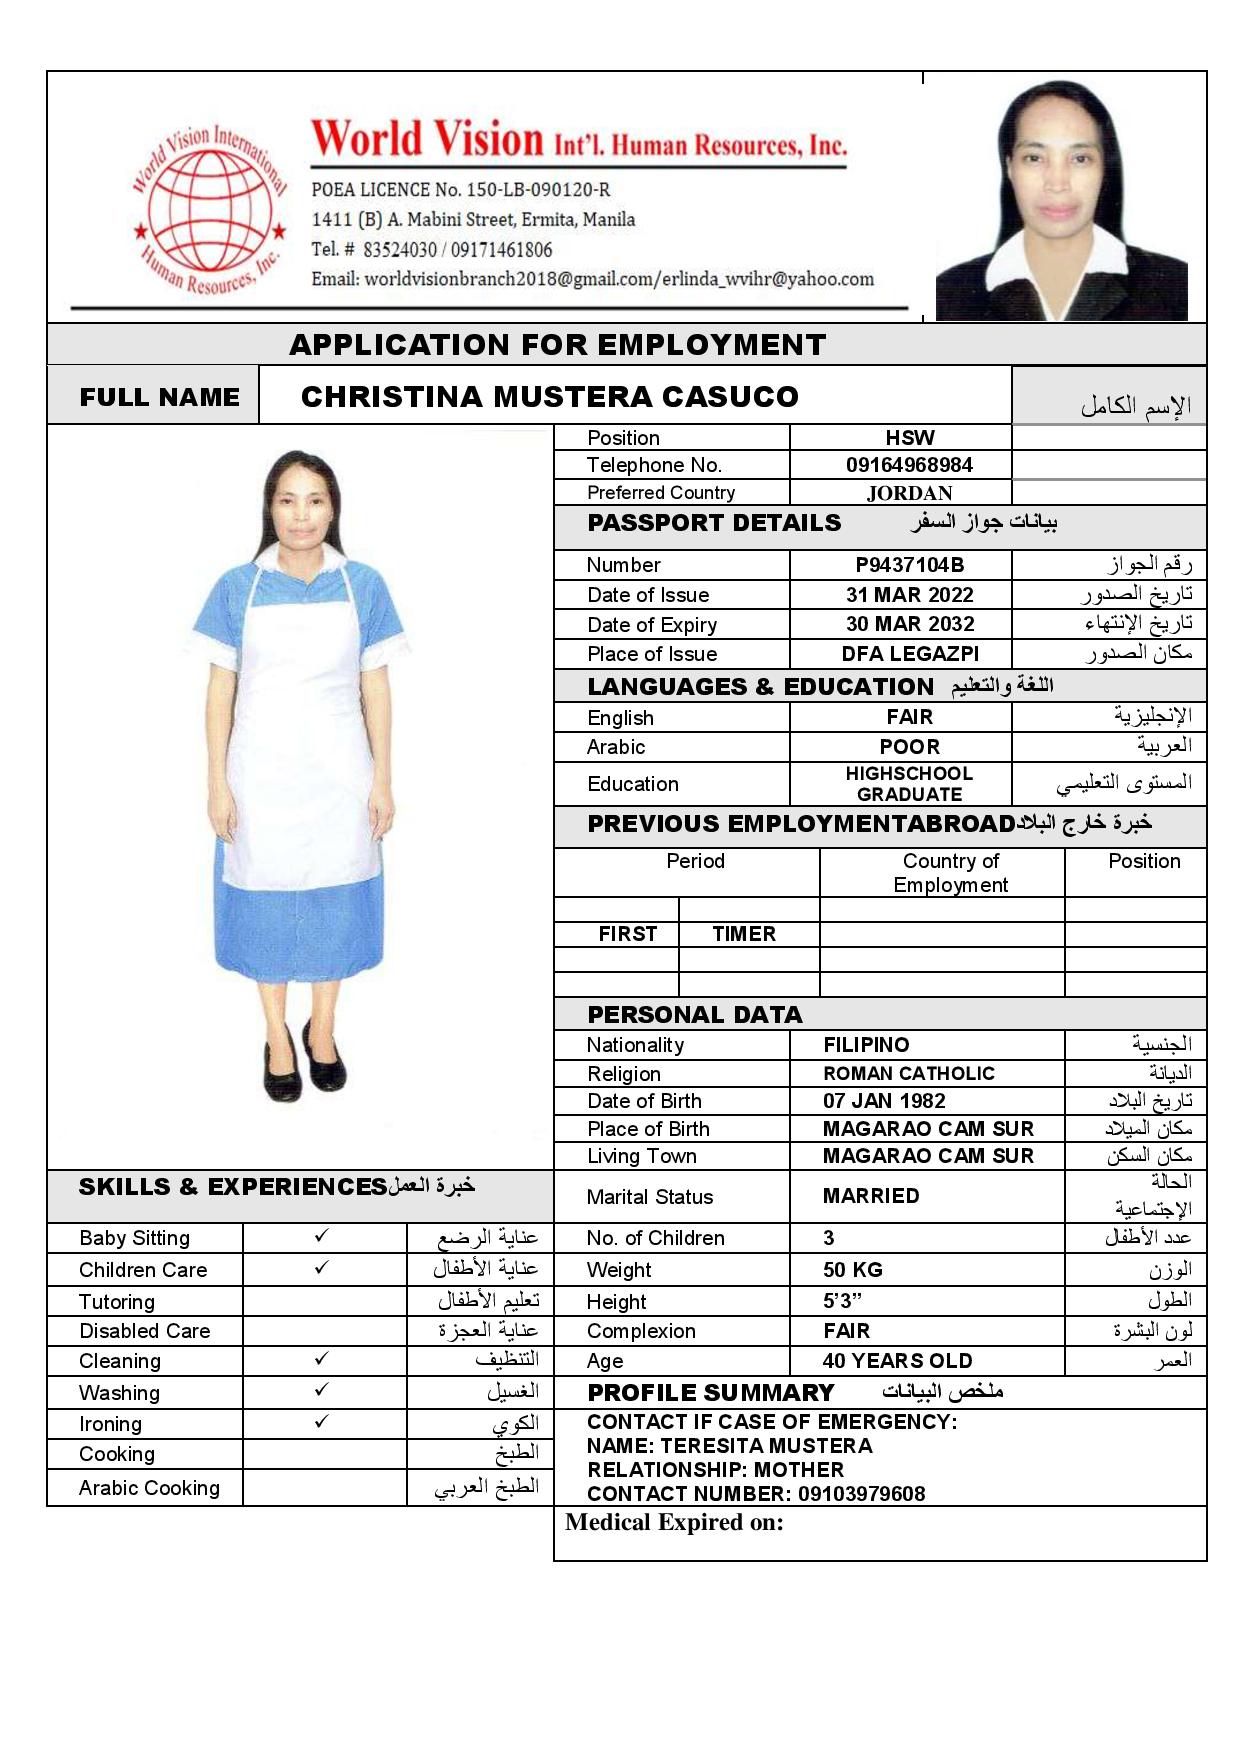 World Vision International
Human Resources, Inc.
World Vision Int'l. Human Resources, Inc.
POEA LICENCE No. 150-LB-090120-R
1411 (B) A. Mabini Street, Ermita, Manila
Tel. # 83524030 / 09171461806
Email: worldvisionbranch2018@gmail.com/erlinda_wvihr@yahoo.com
APPLICATION FOR EMPLOYMENT
FULL NAME CHRISTINA MUSTERA CASUCO الإسم الكامل
Position HSW
Telephone No. 09164968984
Preferred Country JORDAN
PASSPORT DETAILS بيانات جواز السفر
Number P9437104B رقم الجواز
Date of Issue 31 MAR 2022 تاريخ الصدور
Date of Expiry 30 MAR 2032 تاريخ الإنتهاء
Place of Issue DFA LEGAZPI مكان الصدور
LANGUAGES & EDUCATION اللغة والتعليم
English FAIR الإنجليزية
Arabic POOR العربية
Education HIGHSCHOOL GRADUATE المستوى التعليمي
PREVIOUS EMPLOYMENTABROAD خبرة خارج البلاد
Period Country of Employment Position
FIRST TIMER
PERSONAL DATA
Nationality FILIPINO الجنسية
Religion ROMAN CATHOLIC الديانة
Date of Birth 07 JAN 1982 تاريخ البلاد
Place of Birth MAGARAO CAM SUR مكان الميلاد
Living Town MAGARAO CAM SUR مكان السكن
Marital Status MARRIED الحالة الإجتماعية
No. of Children 3 عدد الأطفال
Weight 50 KG الوزن
Height 5’3” الطول
Complexion FAIR لون البشرة
Age 40 YEARS OLD العمر
SKILLS & EXPERIENCES خبرة العمل
Baby Sitting ✓ عناية الرضع
Children Care ✓ عناية الأطفال
Tutoring تعليم الأطفال
Disabled Care عناية العجزة
Cleaning ✓ التنظيف
Washing ✓ الغسيل
Ironing ✓ الكوي
Cooking الطبخ
Arabic Cooking الطبخ العربي
PROFILE SUMMARY ملخص البيانات
CONTACT IF CASE OF EMERGENCY:
NAME: TERESITA MUSTERA
RELATIONSHIP: MOTHER
CONTACT NUMBER: 09103979608
Medical Expired on: